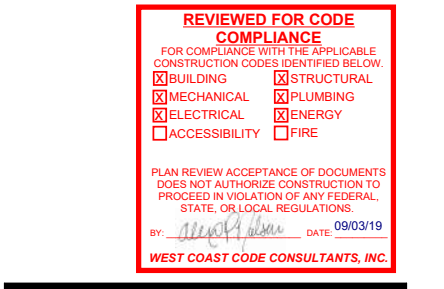 REVIEWED FOR CODE
COMPLIANCE
FOR COMPLIANCE WITH THE APPLICABLE
CONSTRUCTION CODES IDENTIFIED BELOW.
X BUILDING X STRUCTURAL
X MECHANICAL X PLUMBING
X ELECTRICAL X ENERGY
ACCESSIBILITY FIRE
PLAN REVIEW ACCEPTANCE OF DOCUMENTS
DOES NOT AUTHORIZE CONSTRUCTION TO
PROCEED IN VIOLATION OF ANY FEDERAL,
STATE, OR LOCAL REGULATIONS.
BY: DATE: 09/03/19
WEST COAST CODE CONSULTANTS, INC.